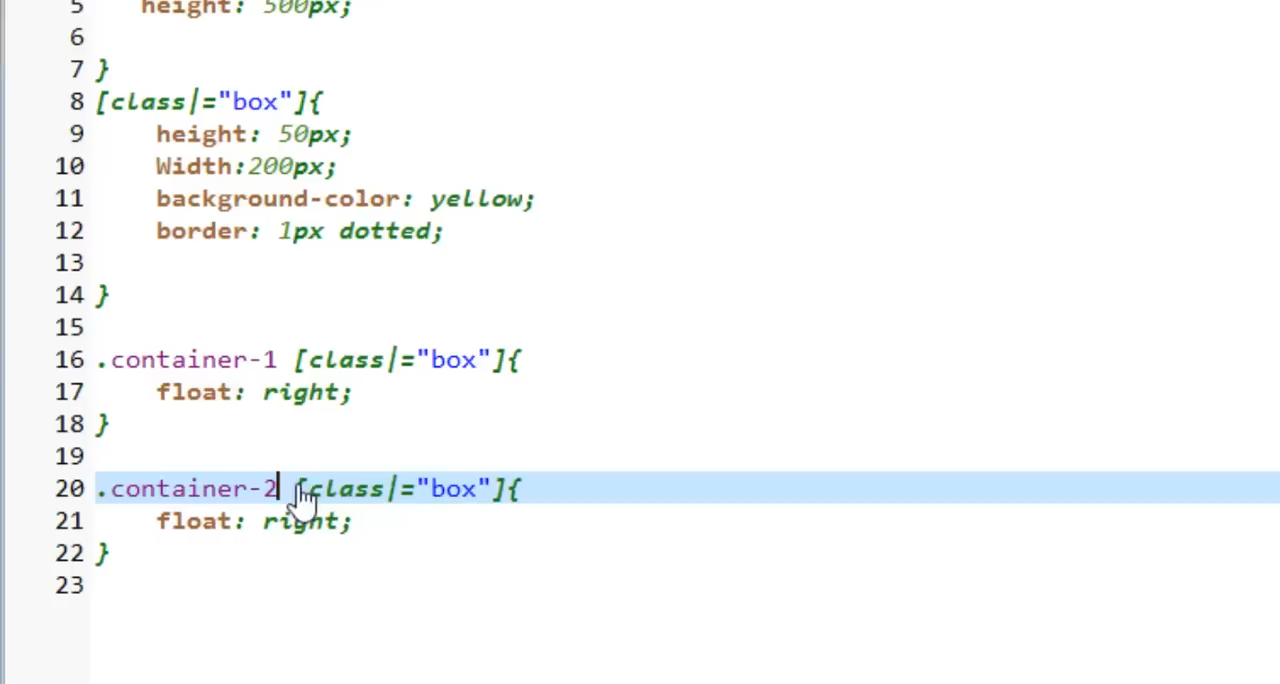 5 height: 500px;
6
7 }
8 [class|="box"]{
9 height: 50px;
10 Width:200px;
11 background-color: yellow;
12 border: 1px dotted;
13
14 }
15
16 .container-1 [class|="box"]{
17 float: right;
18 }
19
20 .container-2 [class|="box"]{
21 float: right;
22 }
23